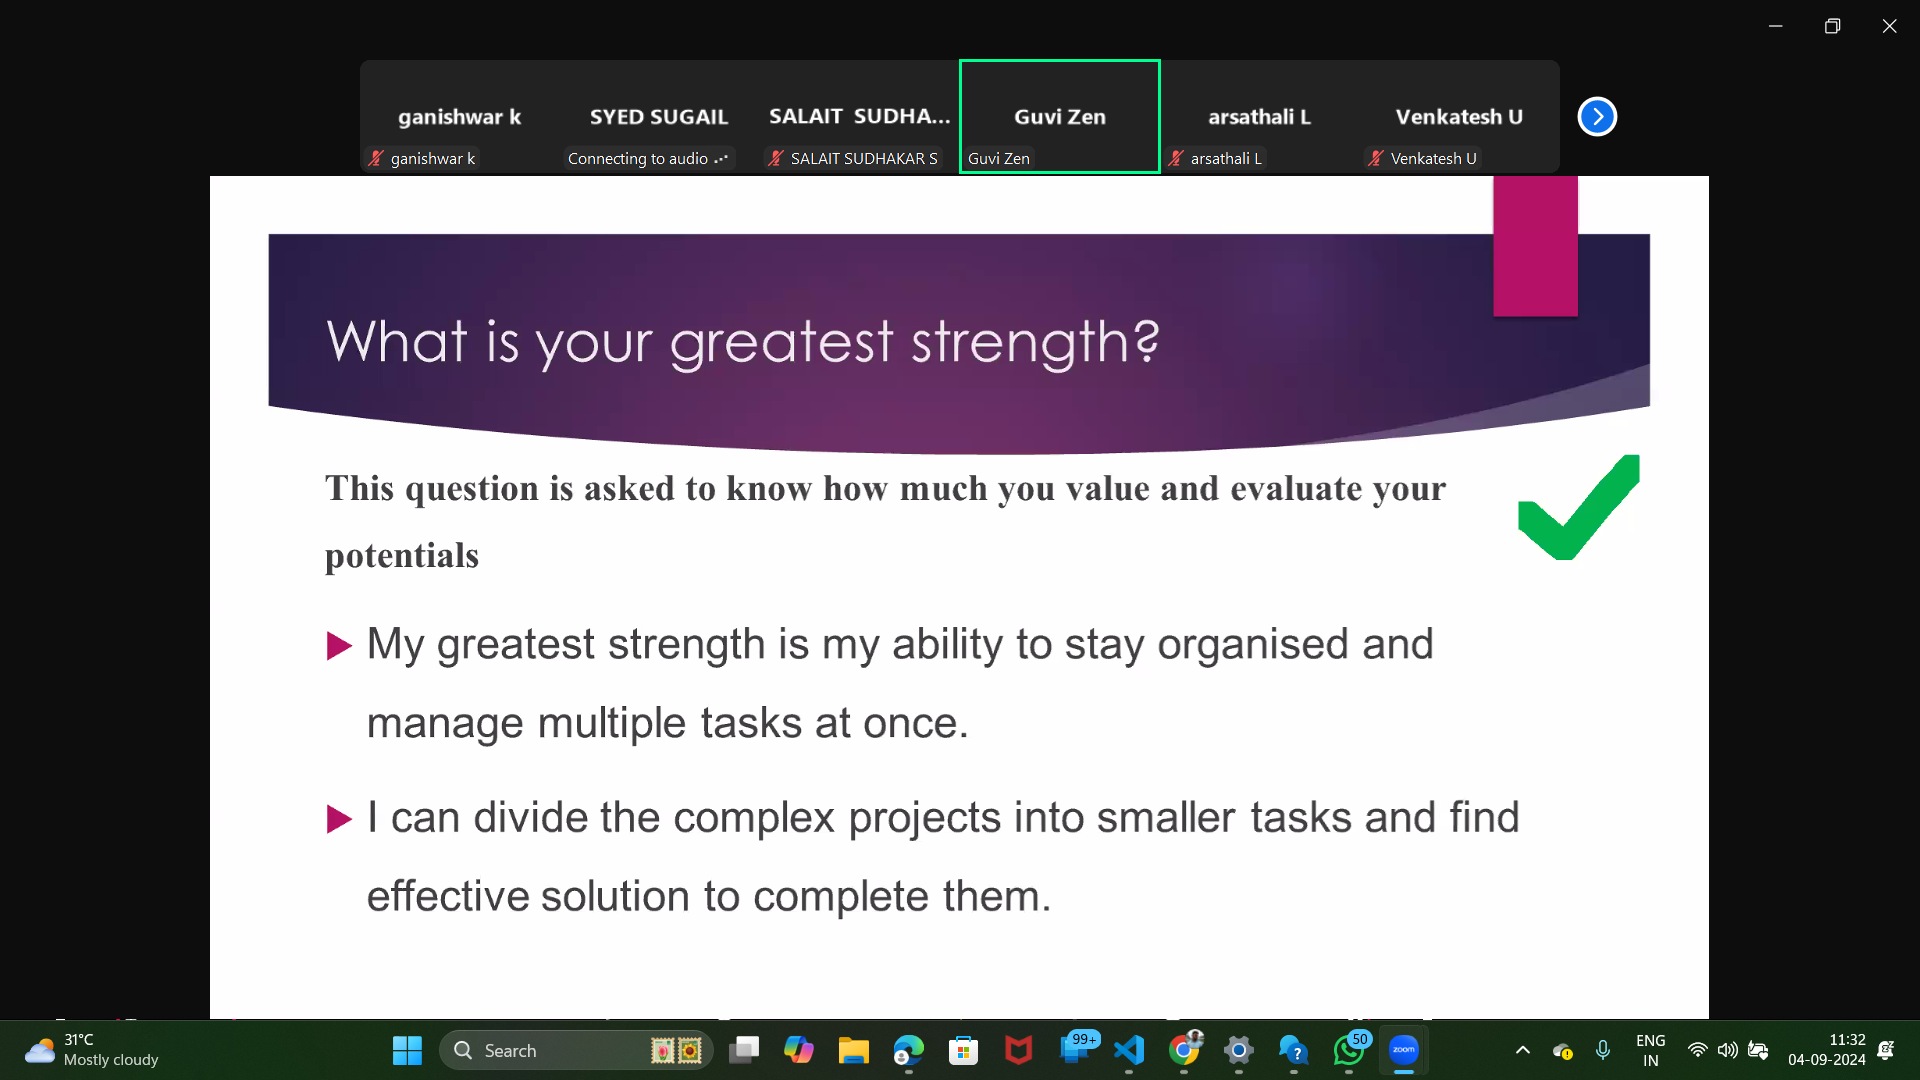 ganishwar k
SYED SUGAIL
SALAIT SUDHA...
Guvi Zen
arsathali L
Venkatesh U
ganishwar k
Connecting to audio
SALAIT SUDHAKAR S
Guvi Zen
arsathali L
Venkatesh U
What is your greatest strength?
This question is asked to know how much you value and evaluate your
potentials
My greatest strength is my ability to stay organised and
manage multiple tasks at once.
I can divide the complex projects into smaller tasks and find
effective solution to complete them.
31°C
Mostly cloudy
Search
99+
50
zoom
ENG
IN
11:32
04-09-2024